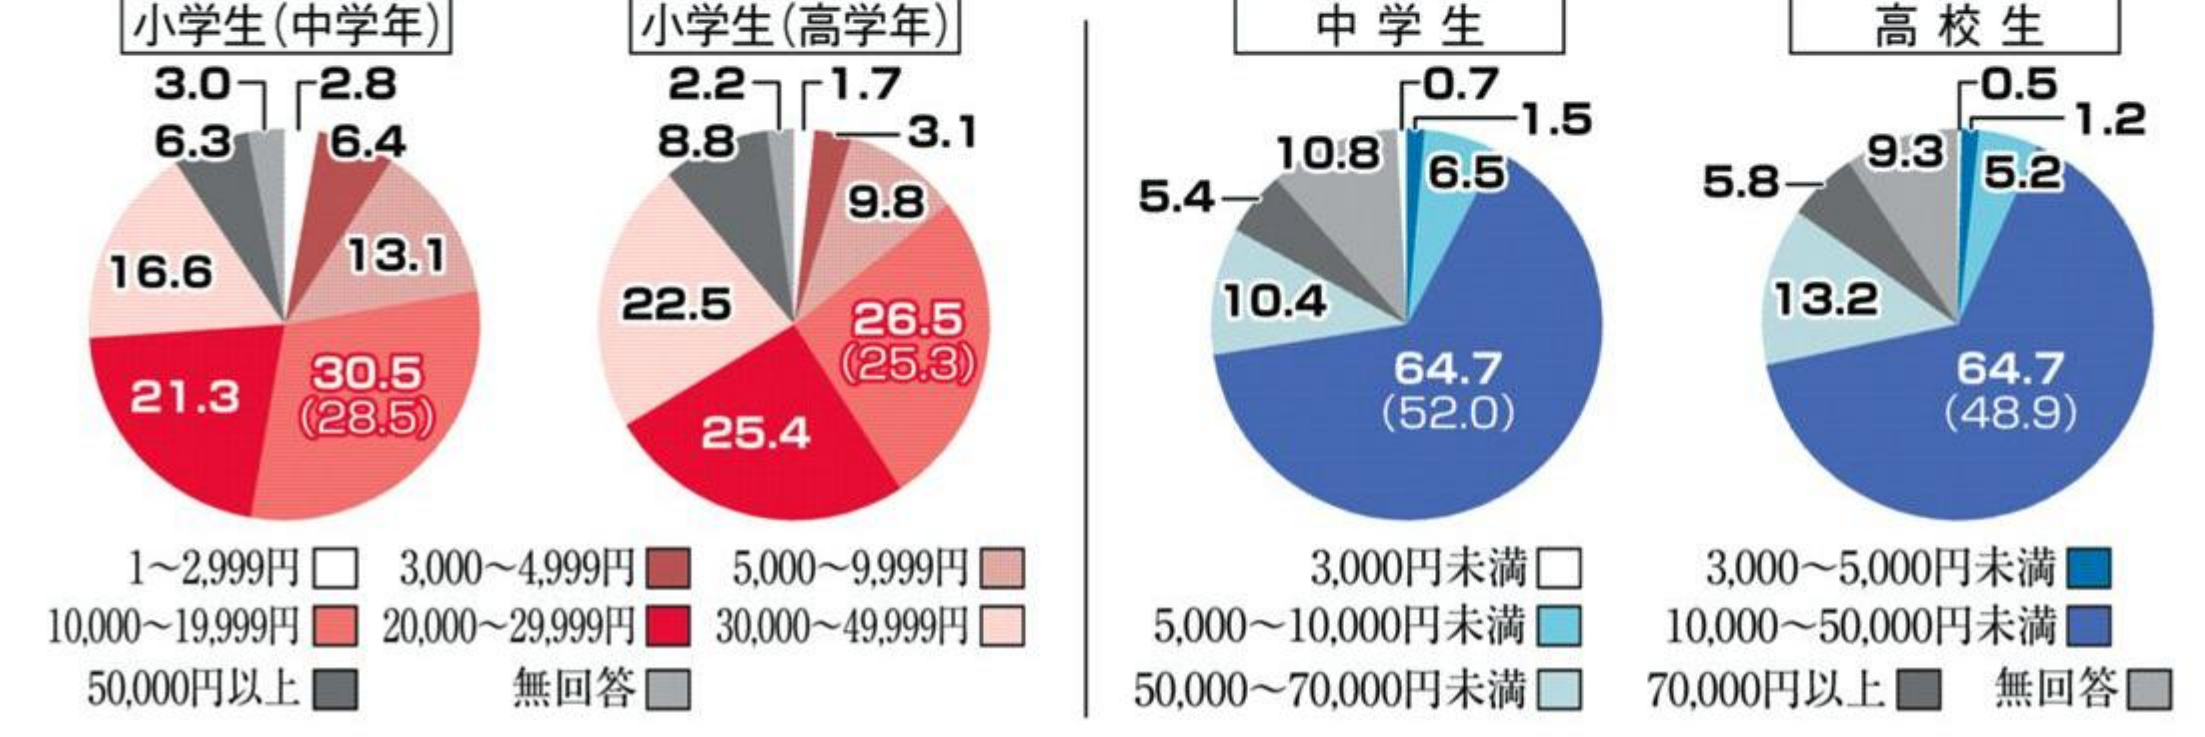 小学生（中学年）
3.0
2.8
6.3
6.4
13.1
16.6
30.5
(28.5)
21.3
小学生（高学年）
2.2
1.7
3.1
8.8
9.8
22.5
26.5
(25.3)
25.4
1～2,999円
3,000～4,999円
5,000～9,999円
10,000～19,999円
20,000～29,999円
30,000～49,999円
50,000円以上
無回答
中学生
0.7
1.5
10.8
6.5
5.4
10.4
64.7
(52.0)
高校生
0.5
1.2
9.3
5.2
5.8
13.2
64.7
(48.9)
3,000円未満
3,000～5,000円未満
5,000～10,000円未満
10,000～50,000円未満
50,000～70,000円未満
70,000円以上
無回答